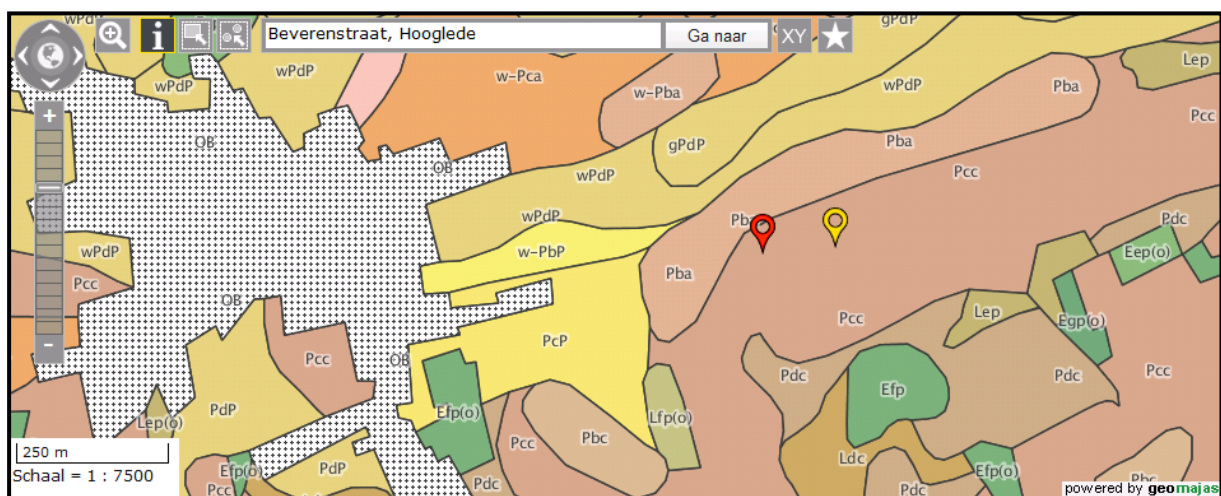 i
Beverenstraat, Hooglede
Ga naar
XY
gPdP
Lep
wPdP
wPdP
w-Pca
w-Pba
wPdP
Pba
Pcc
OB
OB
gPdP
Pba
Pcc
wPdP
wPdP
Pba
Pdc
wPdP
w-PbP
Eep(o)
Pcc
Pba
OB
Lep
Pcc
Egp(o)
PcP
Pcc
OB
Pdc
Pdc
Pcc
Efp
PdP
Efp(o)
Lfp(o)
Lep(o)
Pcc
Pbc
250 m
Ldc
PdP
Efp(o)
Efp(o)
Schaal = 1 : 7500
Pcc
Pdc
Pdc
Pbc
powered by geomajas
+
-